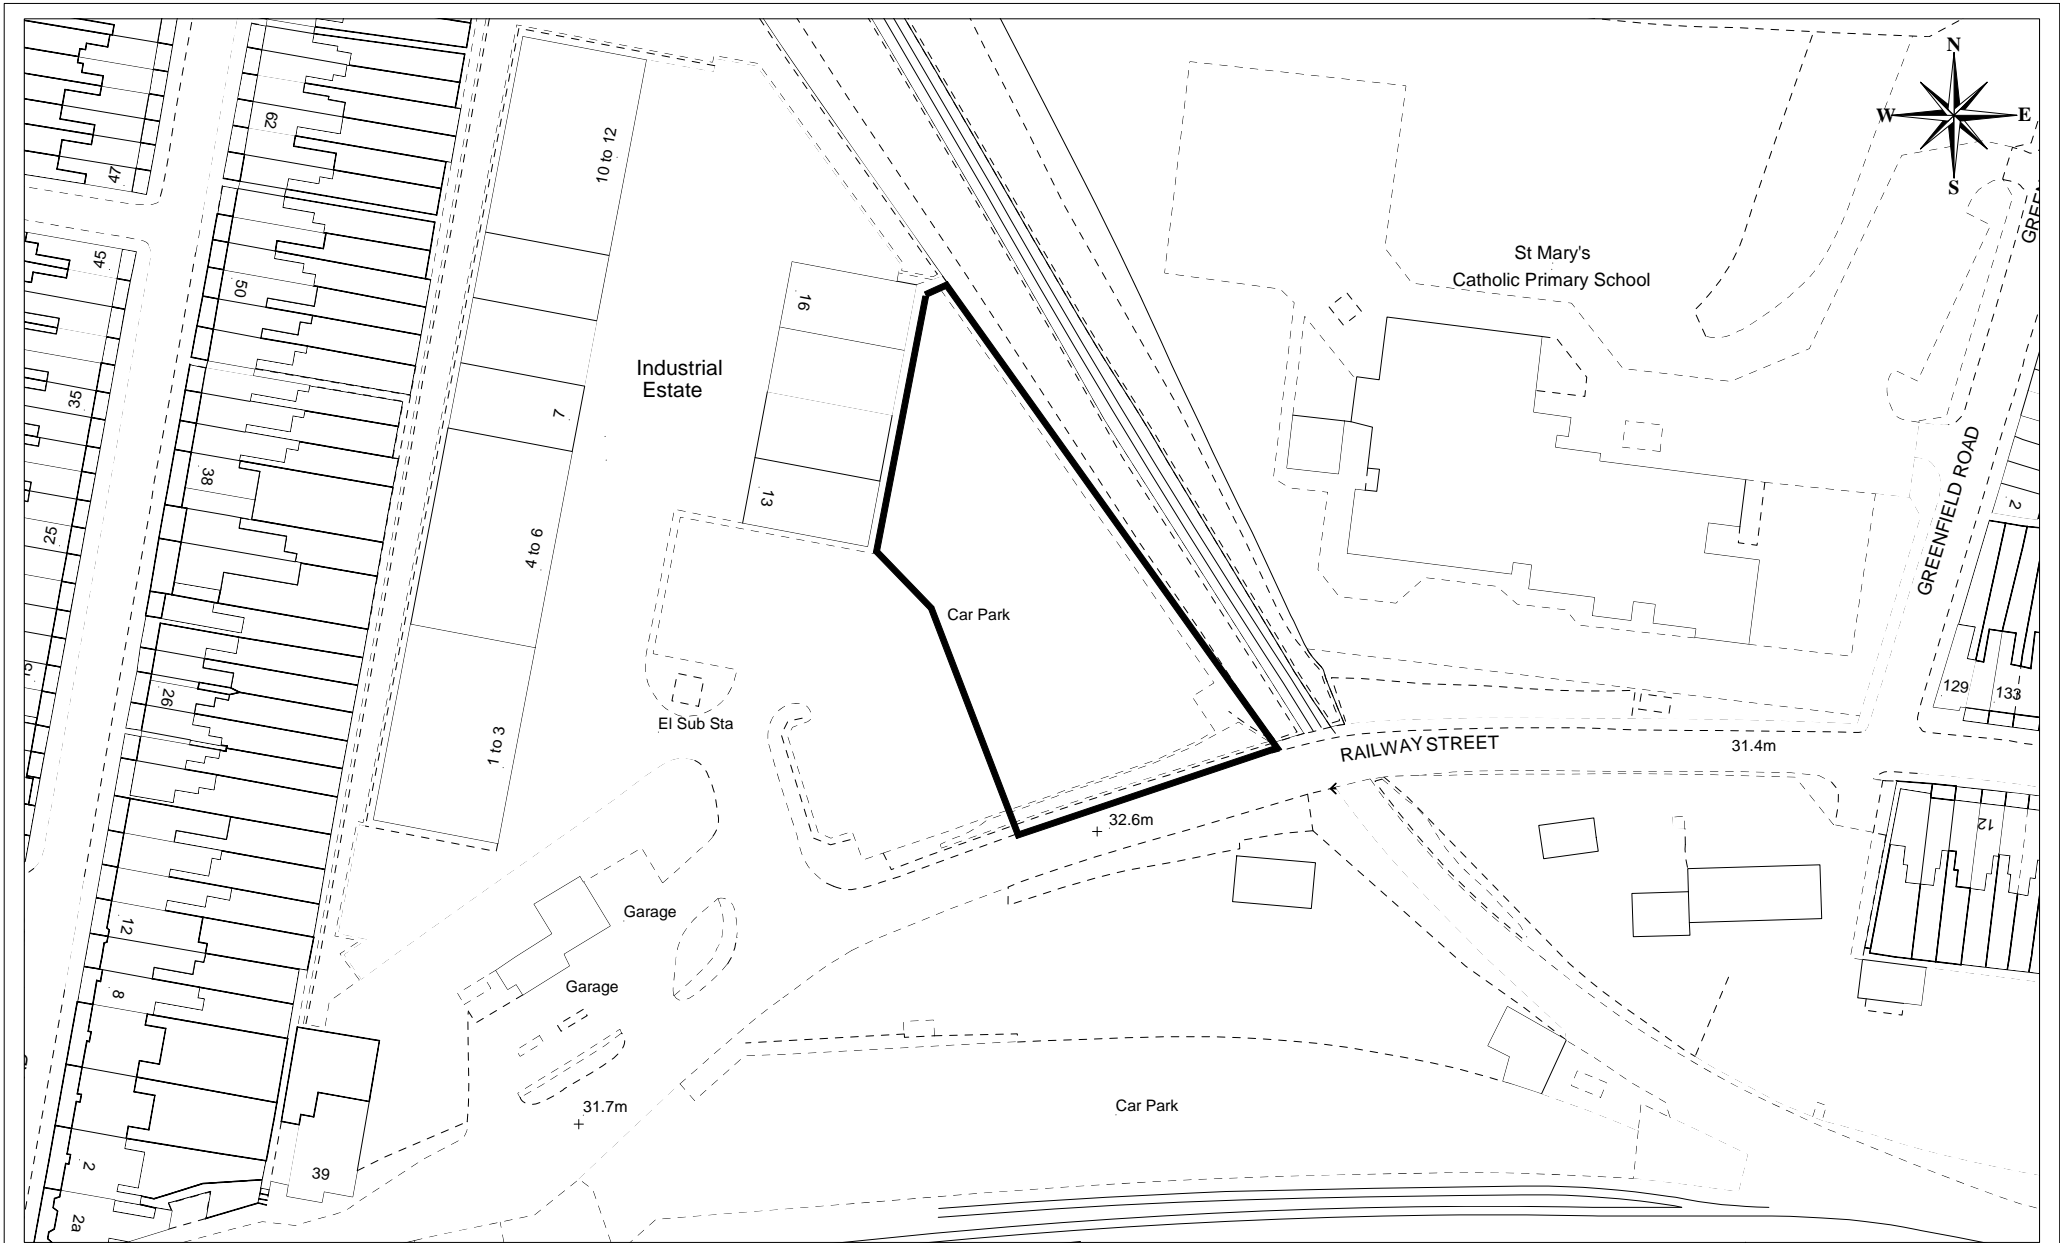 N
W
E
S
62
47
45
50
35
38
25
26
12
8
2
2a
39
10 to 12
16
Industrial
Estate
7
13
4 to 6
1 to 3
El Sub Sta
Car Park
Garage
Garage
31.7m
32.6m
Car Park
St Mary's
Catholic Primary School
GREENFIELD ROAD
2
129
133
RAILWAY STREET
31.4m
12